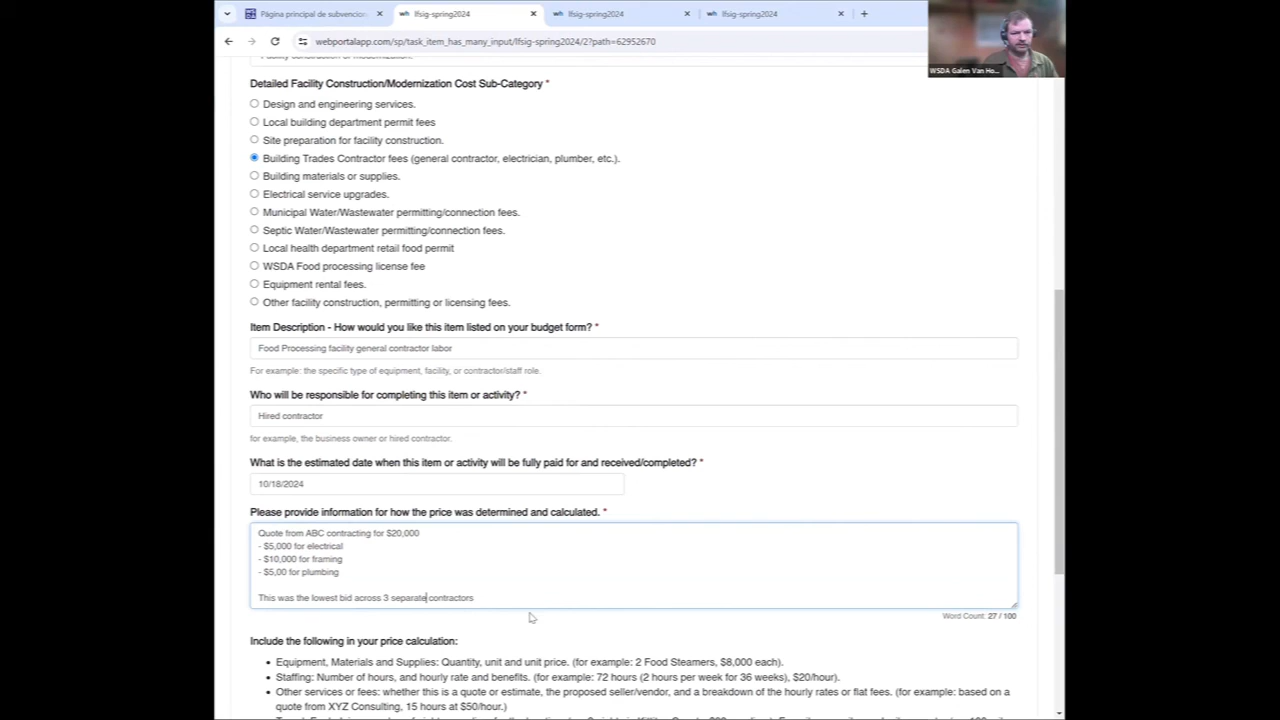 Página principal de subvencion
lfsig-spring2024
lfsig-spring2024
lfsig-spring2024
webportalapp.com/sp/task_item_has_many_input/lfsig-spring2024/2?path=62952670
WSDA Galen Van Ho...
Facility construction or modernization.
Detailed Facility Construction/Modernization Cost Sub-Category *
Design and engineering services.
Local building department permit fees
Site preparation for facility construction.
Building Trades Contractor fees (general contractor, electrician, plumber, etc.).
Building materials or supplies.
Electrical service upgrades.
Municipal Water/Wastewater permitting/connection fees.
Septic Water/Wastewater permitting/connection fees.
Local health department retail food permit
WSDA Food processing license fee
Equipment rental fees.
Other facility construction, permitting or licensing fees.
Item Description - How would you like this item listed on your budget form? *
Food Processing facility general contractor labor
For example: the specific type of equipment, facility, or contractor/staff role.
Who will be responsible for completing this item or activity? *
Hired contractor
for example, the business owner or hired contractor.
What is the estimated date when this item or activity will be fully paid for and received/completed? *
10/18/2024
Please provide information for how the price was determined and calculated. *
Quote from ABC contracting for $20,000
- $5,000 for electrical
- $10,000 for framing
- $5,00 for plumbing
This was the lowest bid across 3 separate contractors
Word Count: 27 / 100
Include the following in your price calculation:
• Equipment, Materials and Supplies: Quantity, unit and unit price. (for example: 2 Food Steamers, $8,000 each).
• Staffing: Number of hours, and hourly rate and benefits. (for example: 72 hours (2 hours per week for 36 weeks), $20/hour).
• Other services or fees: whether this is a quote or estimate, the proposed seller/vendor, and a breakdown of the hourly rates or flat fees. (for example: based on a
quote from XYZ Consulting, 15 hours at $50/hour.)